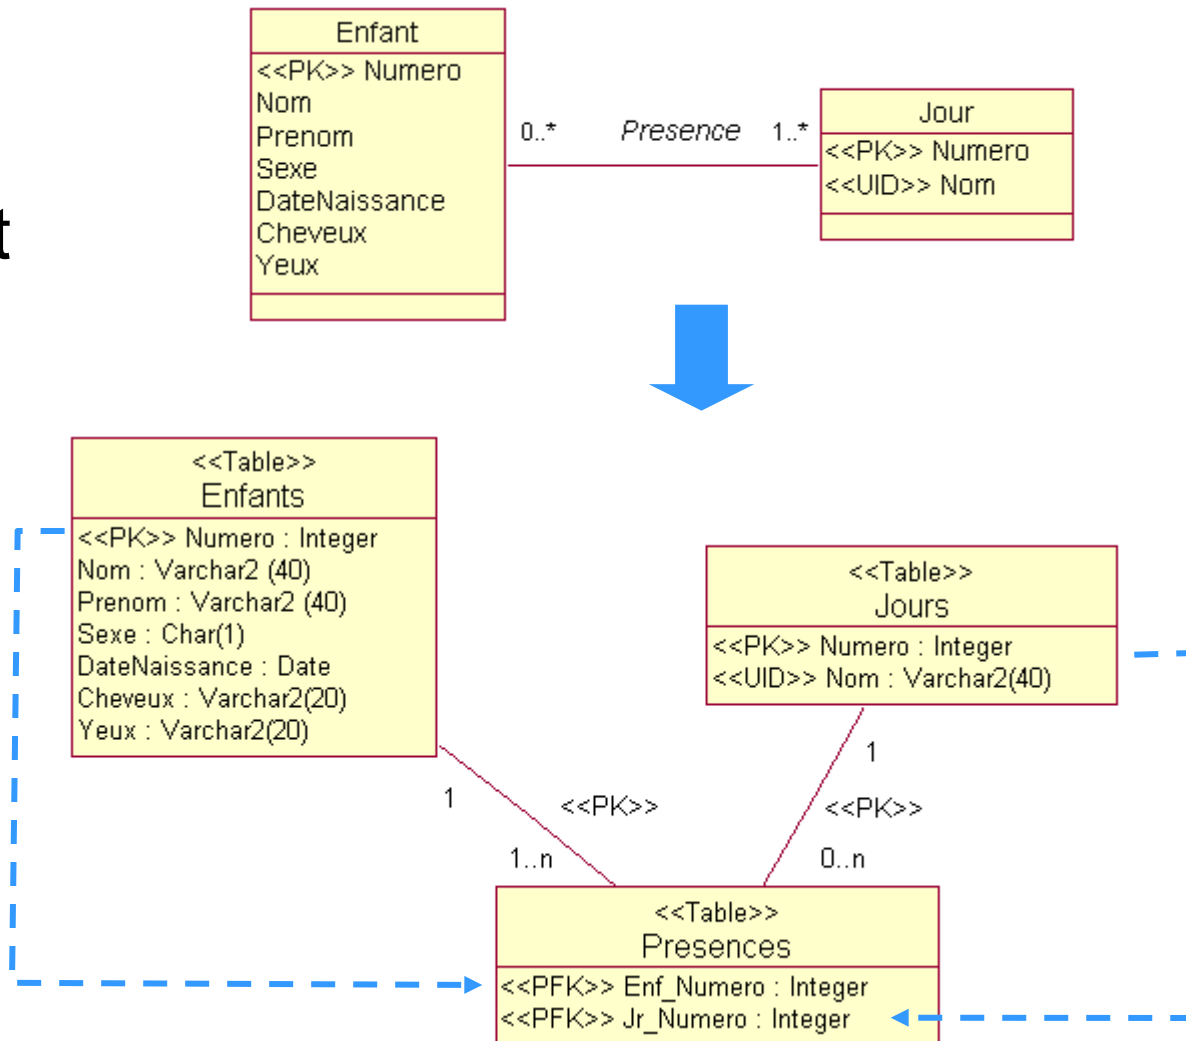 Enfant
<<PK>> Numero
Nom
Prenom
Sexe
DateNaissance
Cheveux
Yeux
0..* Presence 1..*
Jour
<<PK>> Numero
<<UID>> Nom
t
<<Table>>
Enfants
<<PK>> Numero : Integer
Nom : Varchar2 (40)
Prenom : Varchar2 (40)
Sexe : Char(1)
DateNaissance : Date
Cheveux : Varchar2(20)
Yeux : Varchar2(20)
<<Table>>
Jours
<<PK>> Numero : Integer
<<UID>> Nom : Varchar2(40)
1
<<PK>>
1..n
1
<<PK>>
0..n
<<Table>>
Presences
<<PFK>> Enf_Numero : Integer
<<PFK>> Jr_Numero : Integer